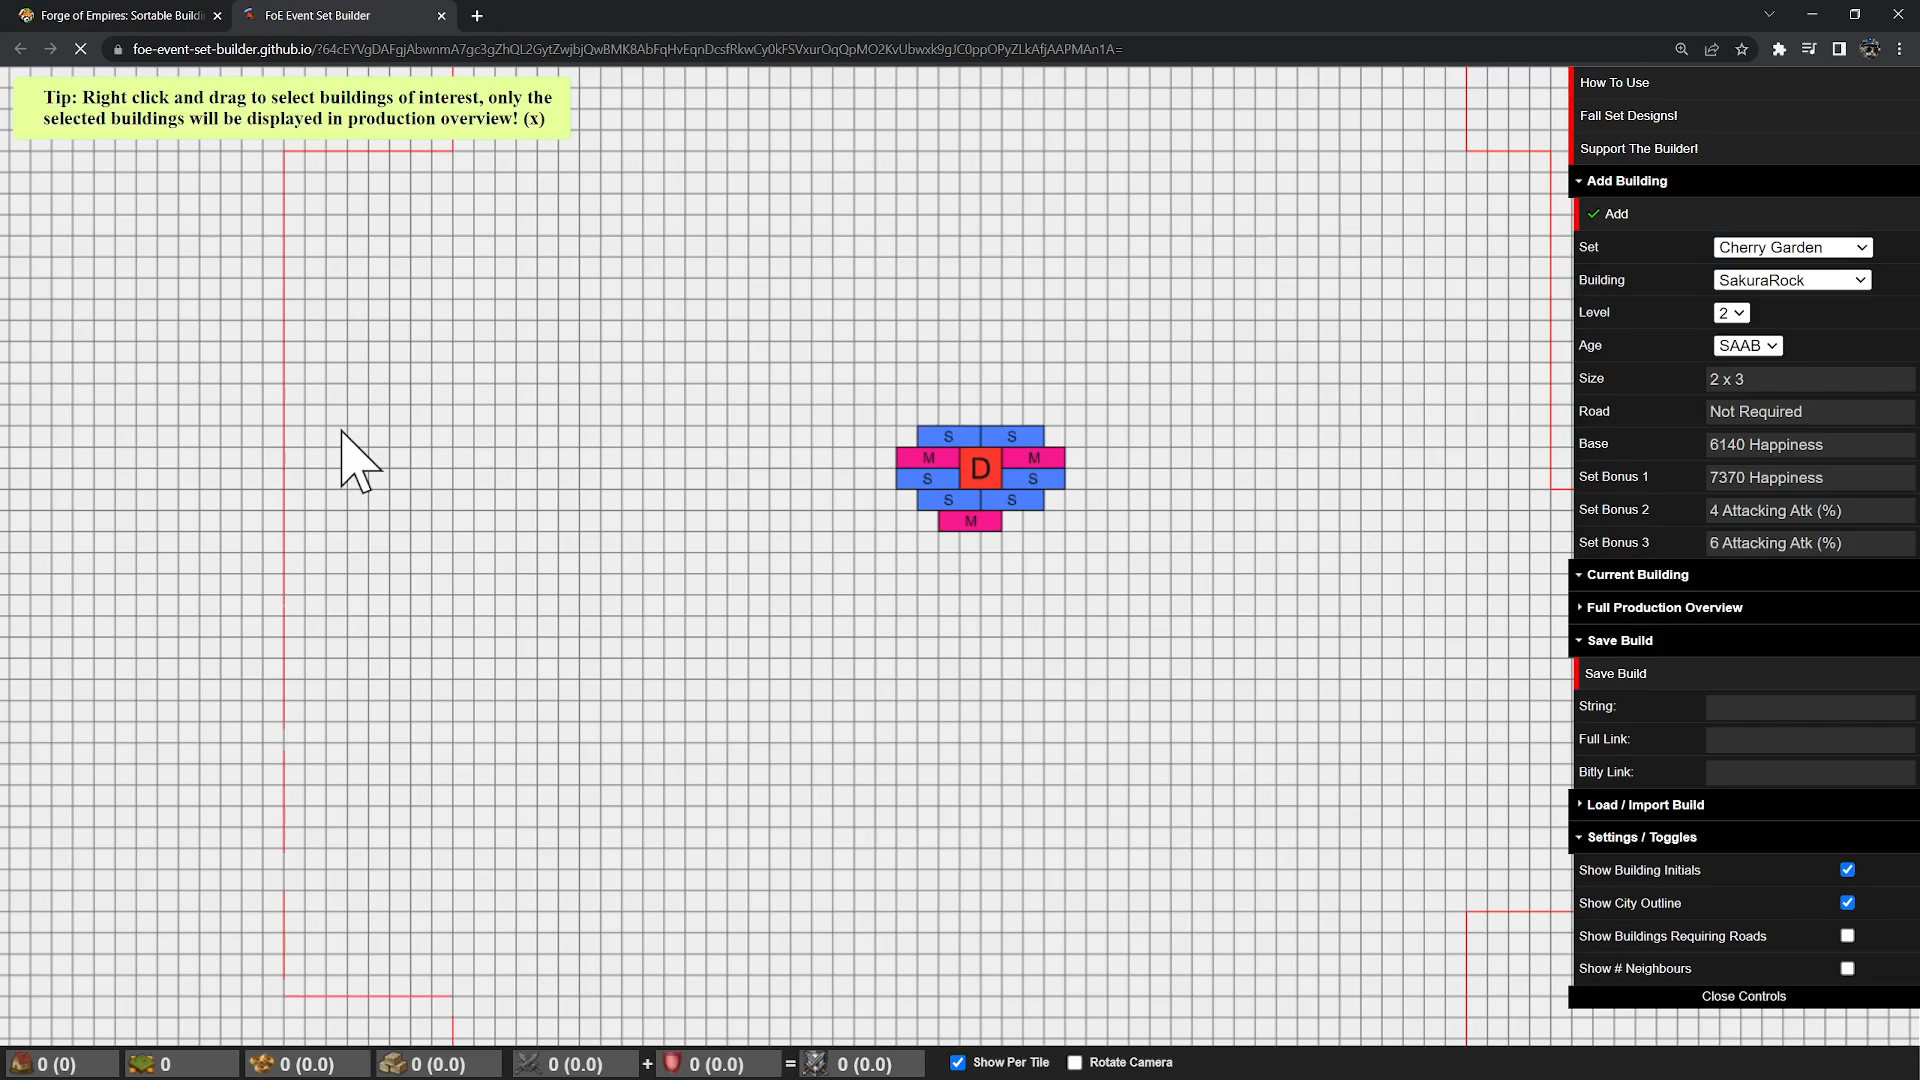 Forge of Empires: Sortable Buildi
FoE Event Set Builder
foe-event-set-builder.github.io/?64cEYVgDAFgjAbwnmA7gc3gZhQL2GytZwjbjQwBMK8AbFqHvEqnDcsfRkwCy0kFSVxurOqQpMO2KvUbwxk9gJC0ppOPyZLkAfjAAPMAn1A=
Tip: Right click and drag to select buildings of interest, only the
selected buildings will be displayed in production overview! (x)
S S
M D M
S S
S S
M
How To Use
Fall Set Designs!
Support The Builder!
Add Building
Add
Set Cherry Garden
Building SakuraRock
Level 2
Age SAAB
Size 2 x 3
Road Not Required
Base 6140 Happiness
Set Bonus 1 7370 Happiness
Set Bonus 2 4 Attacking Atk (%)
Set Bonus 3 6 Attacking Atk (%)
Current Building
Full Production Overview
Save Build
Save Build
String:
Full Link:
Bitly Link:
Load / Import Build
Settings / Toggles
Show Building Initials
Show City Outline
Show Buildings Requiring Roads
Show # Neighbours
Close Controls
0 (0) 0 0 (0.0) 0 (0.0) 0 (0.0) + 0 (0.0) = 0 (0.0) Show Per Tile Rotate Camera